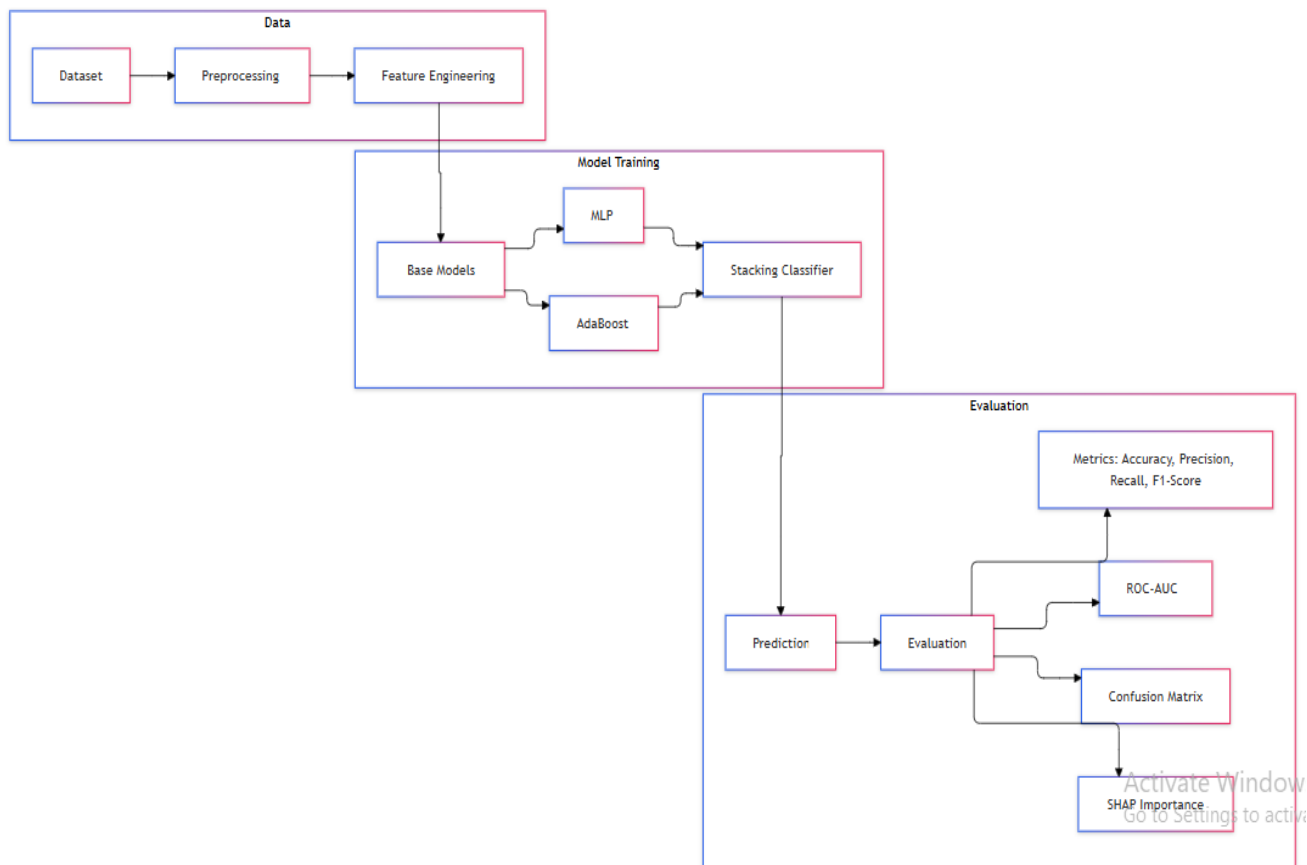 Data
Dataset
Preprocessing
Feature Engineering
Model Training
MLP
Base Models
Stacking Classifier
AdaBoost
Evaluation
Metrics: Accuracy, Precision,
Recall, F1-Score
ROC-AUC
Prediction
Evaluation
Confusion Matrix
Activate Window
SHAP Importance
Go to Settings to activa